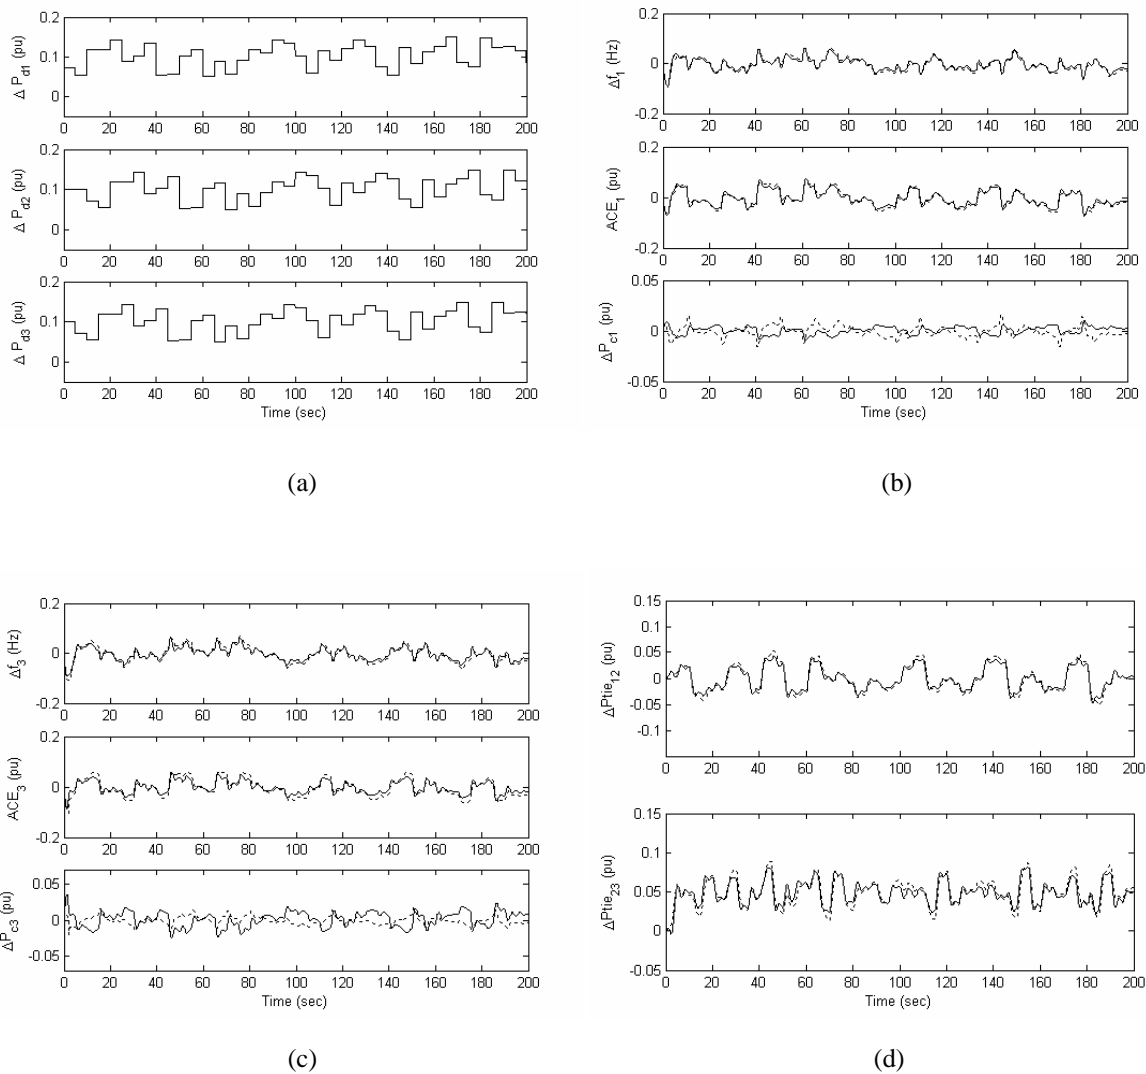 Δ P_d1 (pu)
0.2
0.1
0
0 20 40 60 80 100 120 140 160 180 200
Δ P_d2 (pu)
0.2
0.1
0
0 20 40 60 80 100 120 140 160 180 200
Δ P_d3 (pu)
0.2
0.1
0
0 20 40 60 80 100 120 140 160 180 200
Time (sec)
(a)
Δf_1 (Hz)
0.2
0
-0.2
0 20 40 60 80 100 120 140 160 180 200
ACE_1 (pu)
0.2
0
-0.2
0 20 40 60 80 100 120 140 160 180 200
ΔP_c1 (pu)
0.05
0
-0.05
0 20 40 60 80 100 120 140 160 180 200
Time (sec)
(b)
Δf_3 (Hz)
0.2
0
-0.2
0 20 40 60 80 100 120 140 160 180 200
ACE_3 (pu)
0.2
0
-0.2
0 20 40 60 80 100 120 140 160 180 200
ΔP_c3 (pu)
0.05
0
-0.05
0 20 40 60 80 100 120 140 160 180 200
Time (sec)
(c)
ΔPtie_12 (pu)
0.15
0.1
0.05
0
-0.05
-0.1
0 20 40 60 80 100 120 140 160 180 200
ΔPtie_23 (pu)
0.15
0.1
0.05
0
-0.05
0 20 40 60 80 100 120 140 160 180 200
Time (sec)
(d)